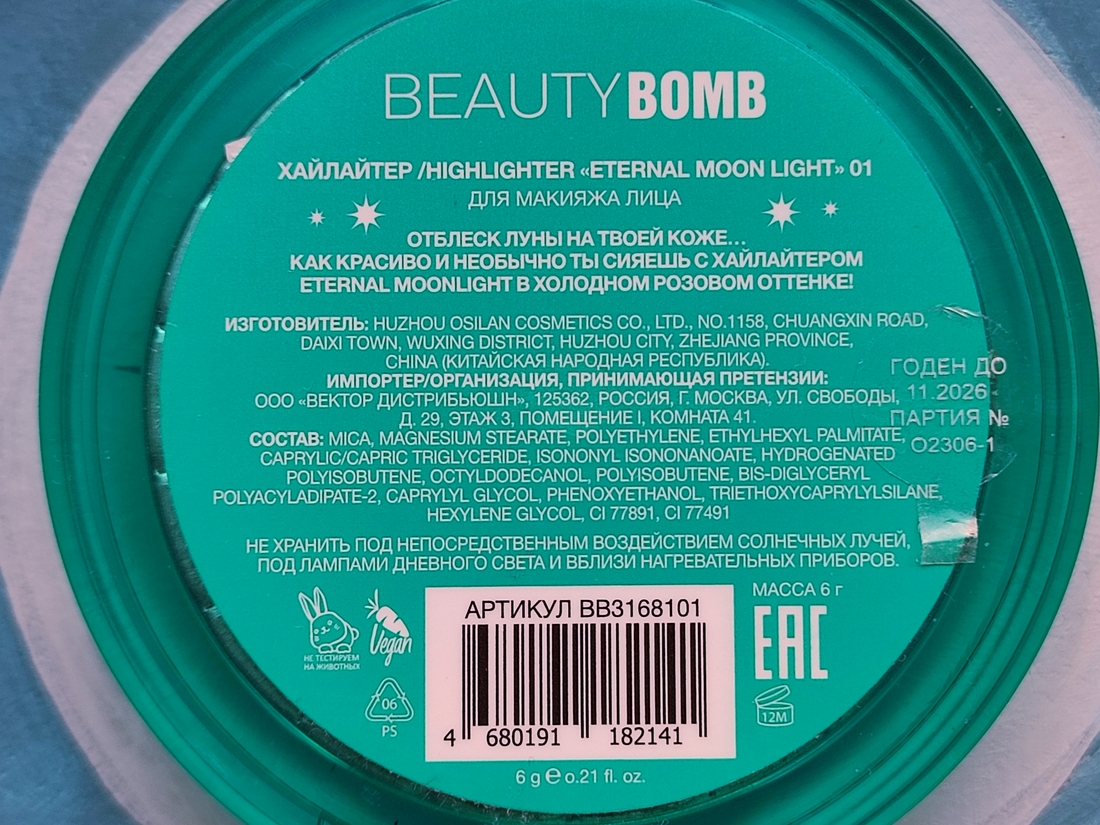 BEAUTYBOMB
ХАЙЛАЙТЕР /HIGHLIGHTER «ETERNAL MOON LIGHT» 01
ДЛЯ МАКИЯЖА ЛИЦА
ОТБЛЕСК ЛУНЫ НА ТВОЕЙ КОЖЕ...
КАК КРАСИВО И НЕОБЫЧНО ТЫ СИЯЕШЬ С ХАЙЛАЙТЕРОМ
ETERNAL MOONLIGHT В ХОЛОДНОМ РОЗОВОМ ОТТЕНКЕ!
ИЗГОТОВИТЕЛЬ: HUZHOU OSILAN COSMETICS CO., LTD., NO.1158, CHUANGXIN ROAD,
DAIXI TOWN, WUXING DISTRICT, HUZHOU CITY, ZHEJIANG PROVINCE,
CHINA (КИТАЙСКАЯ НАРОДНАЯ РЕСПУБЛИКА).
ИМПОРТЕР/ОРГАНИЗАЦИЯ, ПРИНИМАЮЩАЯ ПРЕТЕНЗИИ:
ООО «ВЕКТОР ДИСТРИБЬЮШН», 125362, РОССИЯ, Г. МОСКВА, УЛ. СВОБОДЫ,
Д. 29, ЭТАЖ 3, ПОМЕЩЕНИЕ I, КОМНАТА 41.
СОСТАВ: MICA, MAGNESIUM STEARATE, POLYETHYLENE, ETHYLHEXYL PALMITATE,
CAPRYLIC/CAPRIC TRIGLYCERIDE, ISONONYL ISONONANOATE, HYDROGENATED
POLYISOBUTENE, OCTYLDODECANOL, POLYISOBUTENE, BIS-DIGLYCERYL
POLYACYLADIPATE-2, CAPRYLYL GLYCOL, PHENOXYETHANOL, TRIETHOXYCAPRYLYLSILANE,
HEXYLENE GLYCOL, CI 77891, CI 77491
ГОДЕН ДО
11.2026
ПАРТИЯ №
O2306-1
НЕ ХРАНИТЬ ПОД НЕПОСРЕДСТВЕННЫМ ВОЗДЕЙСТВИЕМ СОЛНЕЧНЫХ ЛУЧЕЙ,
ПОД ЛАМПАМИ ДНЕВНОГО СВЕТА И ВБЛИЗИ НАГРЕВАТЕЛЬНЫХ ПРИБОРОВ.
НЕ ТЕСТИРУЕМ
НА ЖИВОТНЫХ
Vegan
06
PS
АРТИКУЛ BB3168101
4 680191 182141
МАССА 6 г
EAC
12M
6 g ℮ 0.21 fl. oz.